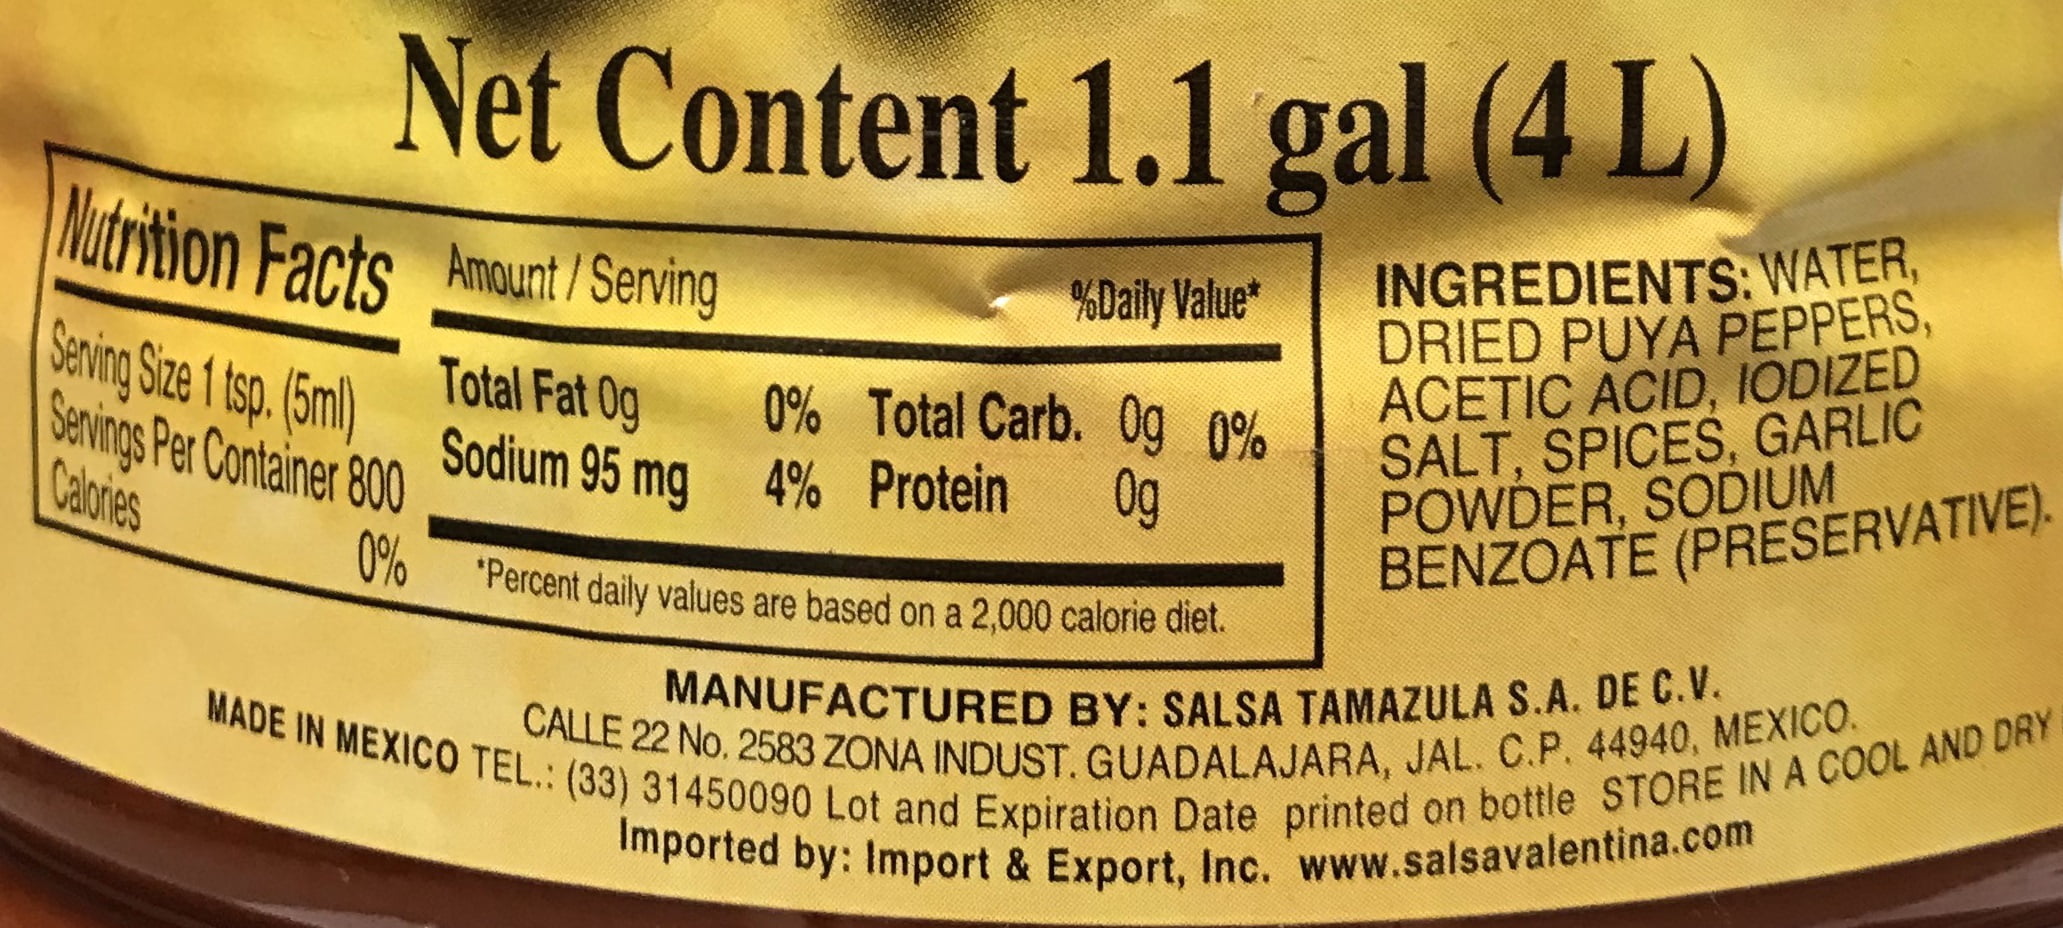 Net Content 1.1 gal (4 L)
Nutrition Facts
Serving Size 1 tsp. (5ml)
Servings Per Container 800
Calories
0%
Amount / Serving %Daily Value*
Total Fat 0g 0% Total Carb. 0g 0%
Sodium 95 mg 4% Protein 0g
*Percent daily values are based on a 2,000 calorie diet.
INGREDIENTS: WATER,
DRIED PUYA PEPPERS,
ACETIC ACID, IODIZED
SALT, SPICES, GARLIC
POWDER, SODIUM
BENZOATE (PRESERVATIVE).
MANUFACTURED BY: SALSA TAMAZULA S.A. DE C.V.
CALLE 22 No. 2583 ZONA INDUST. GUADALAJARA, JAL. C.P. 44940, MEXICO.
MADE IN MEXICO TEL.: (33) 31450090 Lot and Expiration Date printed on bottle STORE IN A COOL AND DRY
Imported by: Import & Export, Inc. www.salsavalentina.com